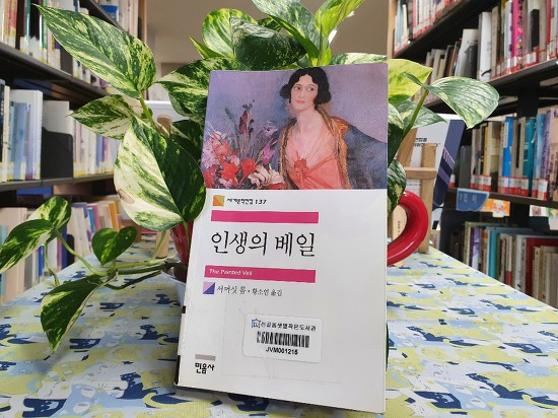 세계문학전집 137
인생의 베일
The Painted Veil
서머싯 몸·황소연 옮김
JVM001215
민음사